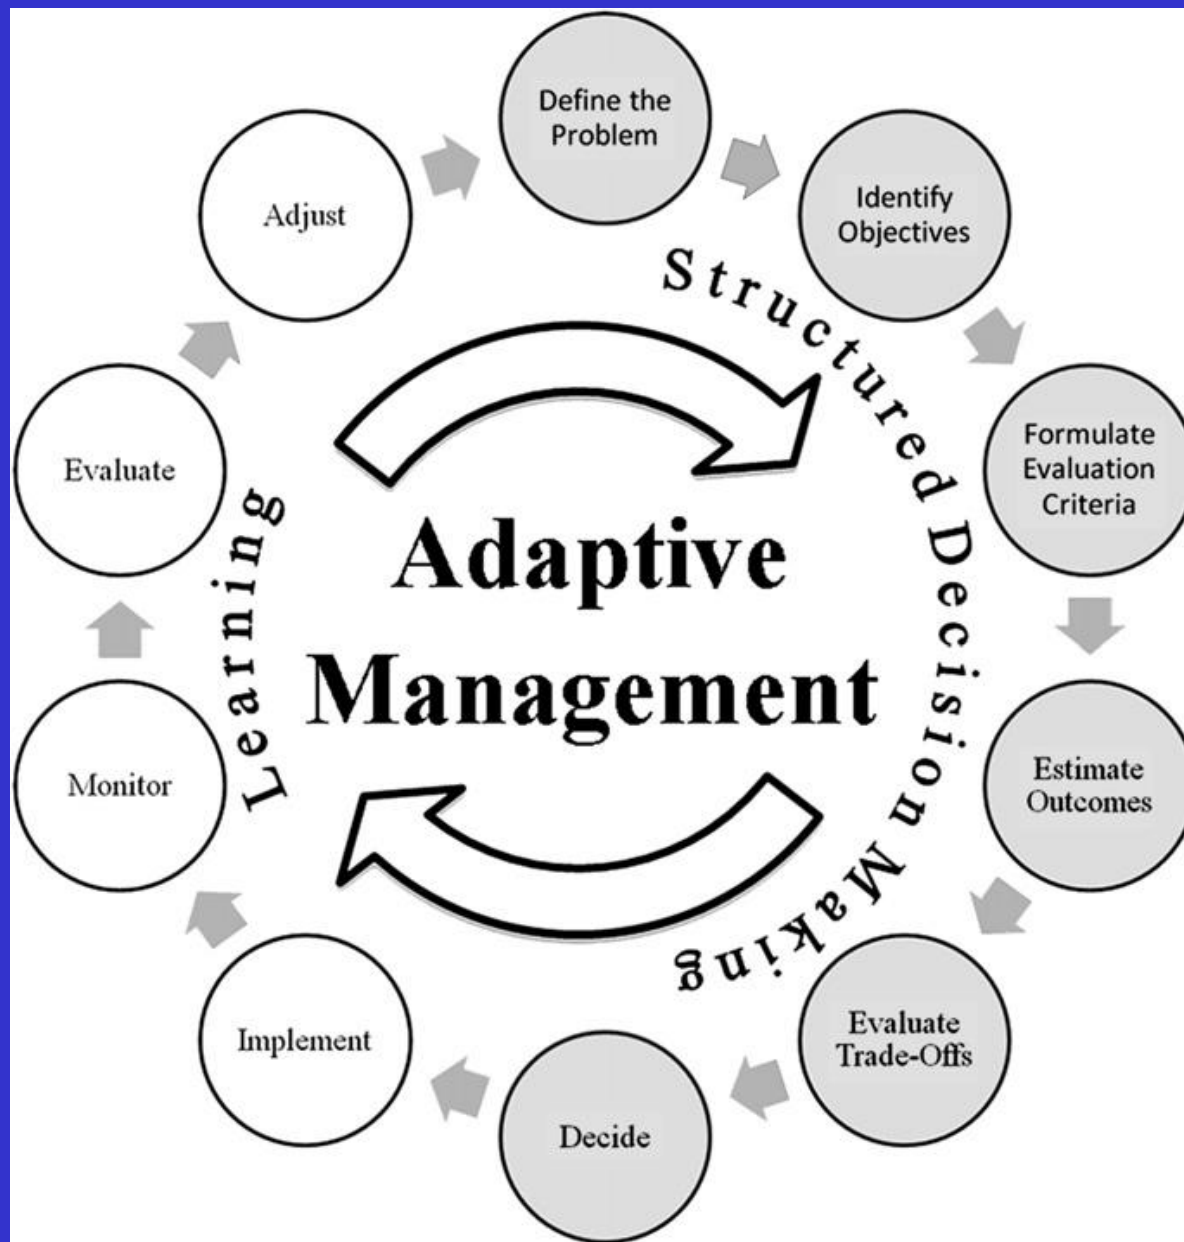 Define the
Problem
Identify
Objectives
Formulate
Evaluation
Criteria
Estimate
Outcomes
Evaluate
Trade-Offs
Decide
Implement
Monitor
Evaluate
Adjust
Structured Decision Making
Learning
Adaptive
Management